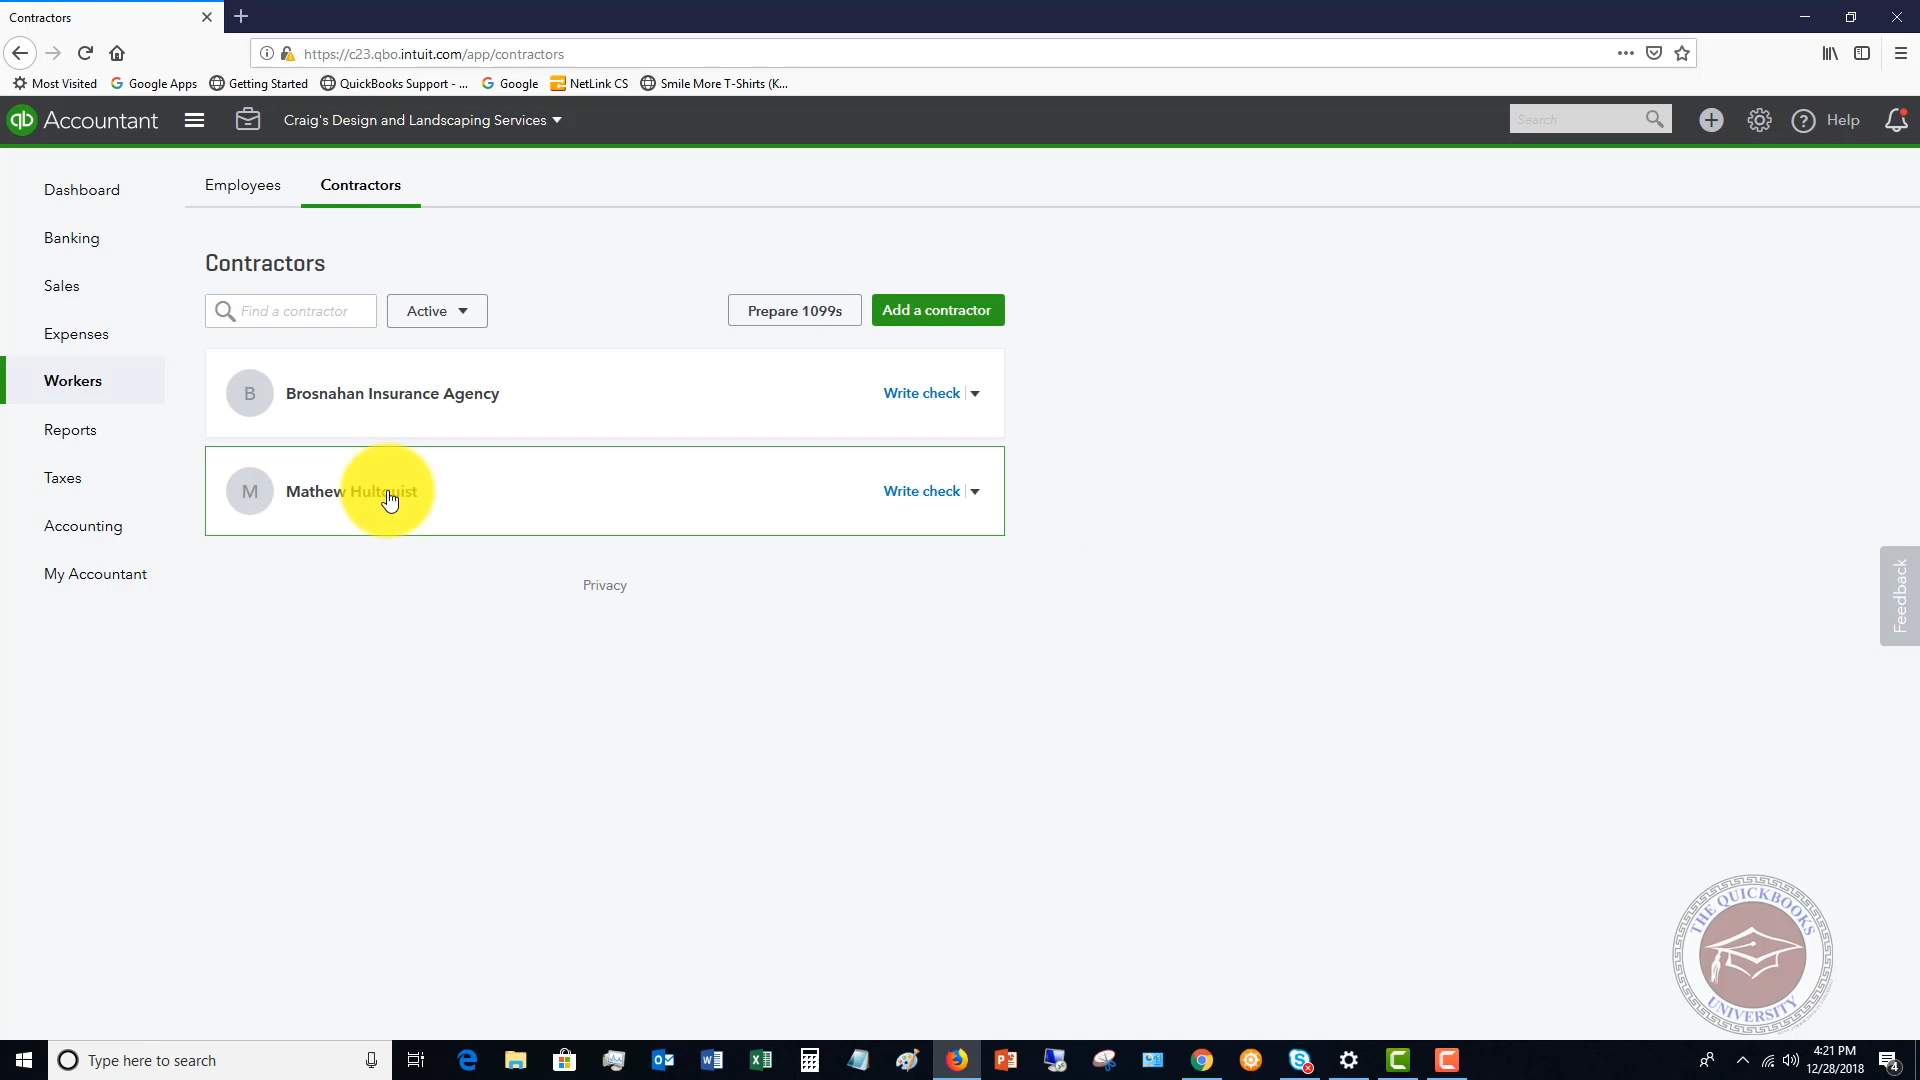 Contractors
https://c23.qbo.intuit.com/app/contractors
Most Visited Google Apps Getting Started QuickBooks Support - ... Google NetLink CS Smile More T-Shirts (K...
qb Accountant Craig's Design and Landscaping Services Search Help
Dashboard
Banking
Sales
Expenses
Workers
Reports
Taxes
Accounting
My Accountant
Employees Contractors
Contractors
Find a contractor Active Prepare 1099s Add a contractor
B Brosnahan Insurance Agency Write check
M Mathew Hultquist Write check
Privacy
Feedback
THE QUICKBOOKS
UNIVERSITY
Type here to search
4:21 PM
12/28/2018
4